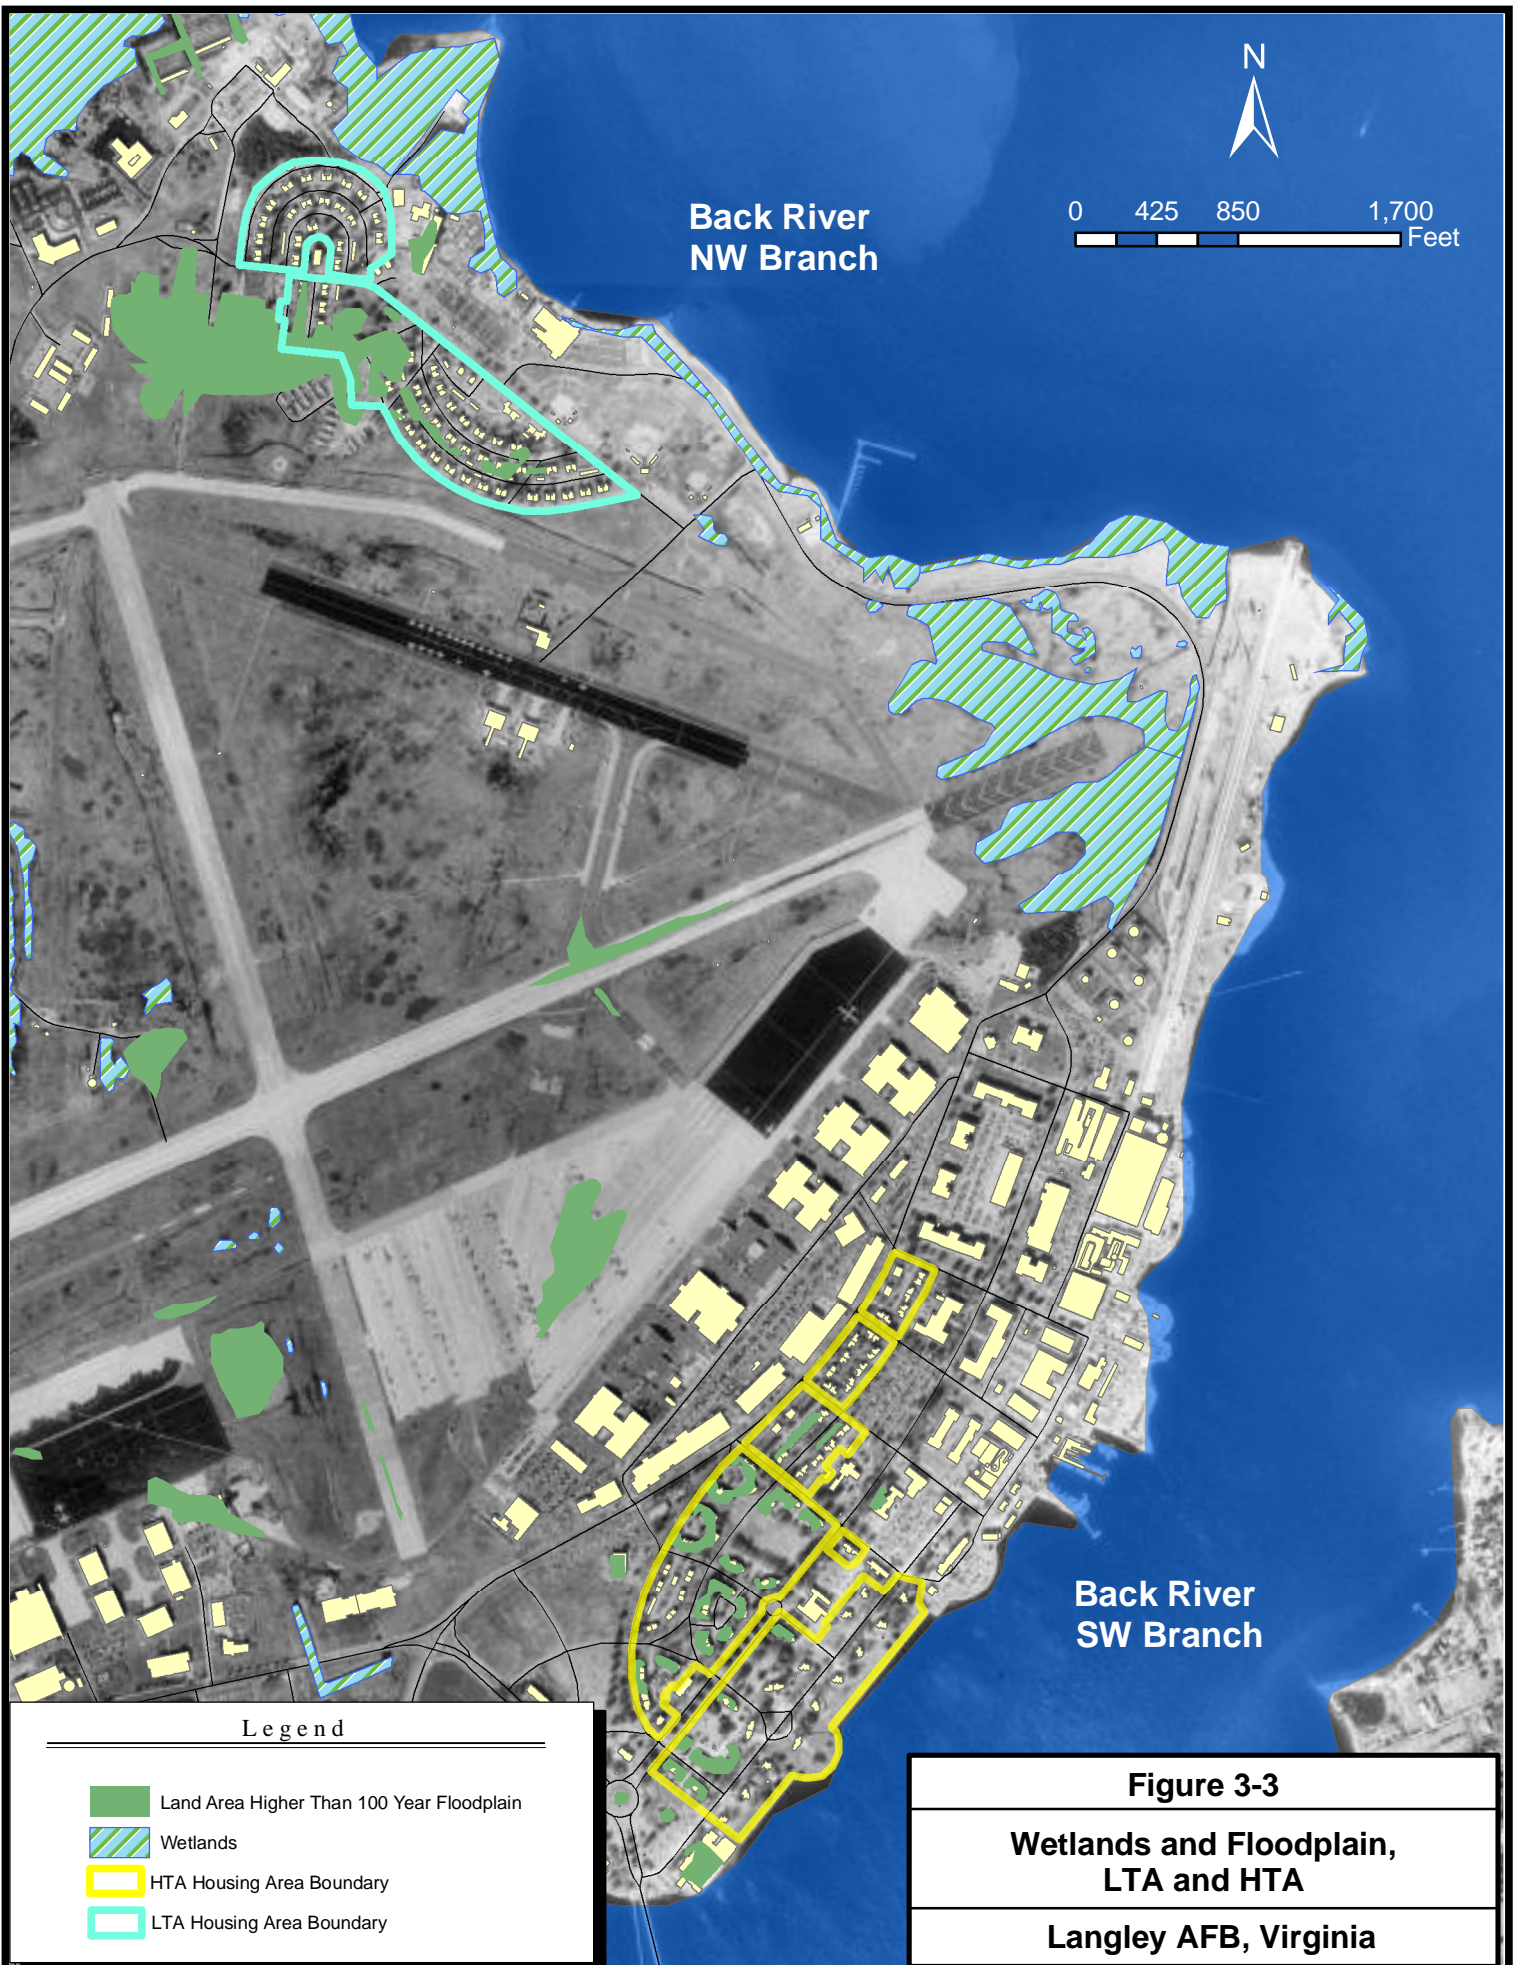 N
0 425 850 1,700
Feet
Back River
NW Branch
Back River
SW Branch
Legend
Land Area Higher Than 100 Year Floodplain
Wetlands
HTA Housing Area Boundary
LTA Housing Area Boundary
Figure 3-3
Wetlands and Floodplain,
LTA and HTA
Langley AFB, Virginia